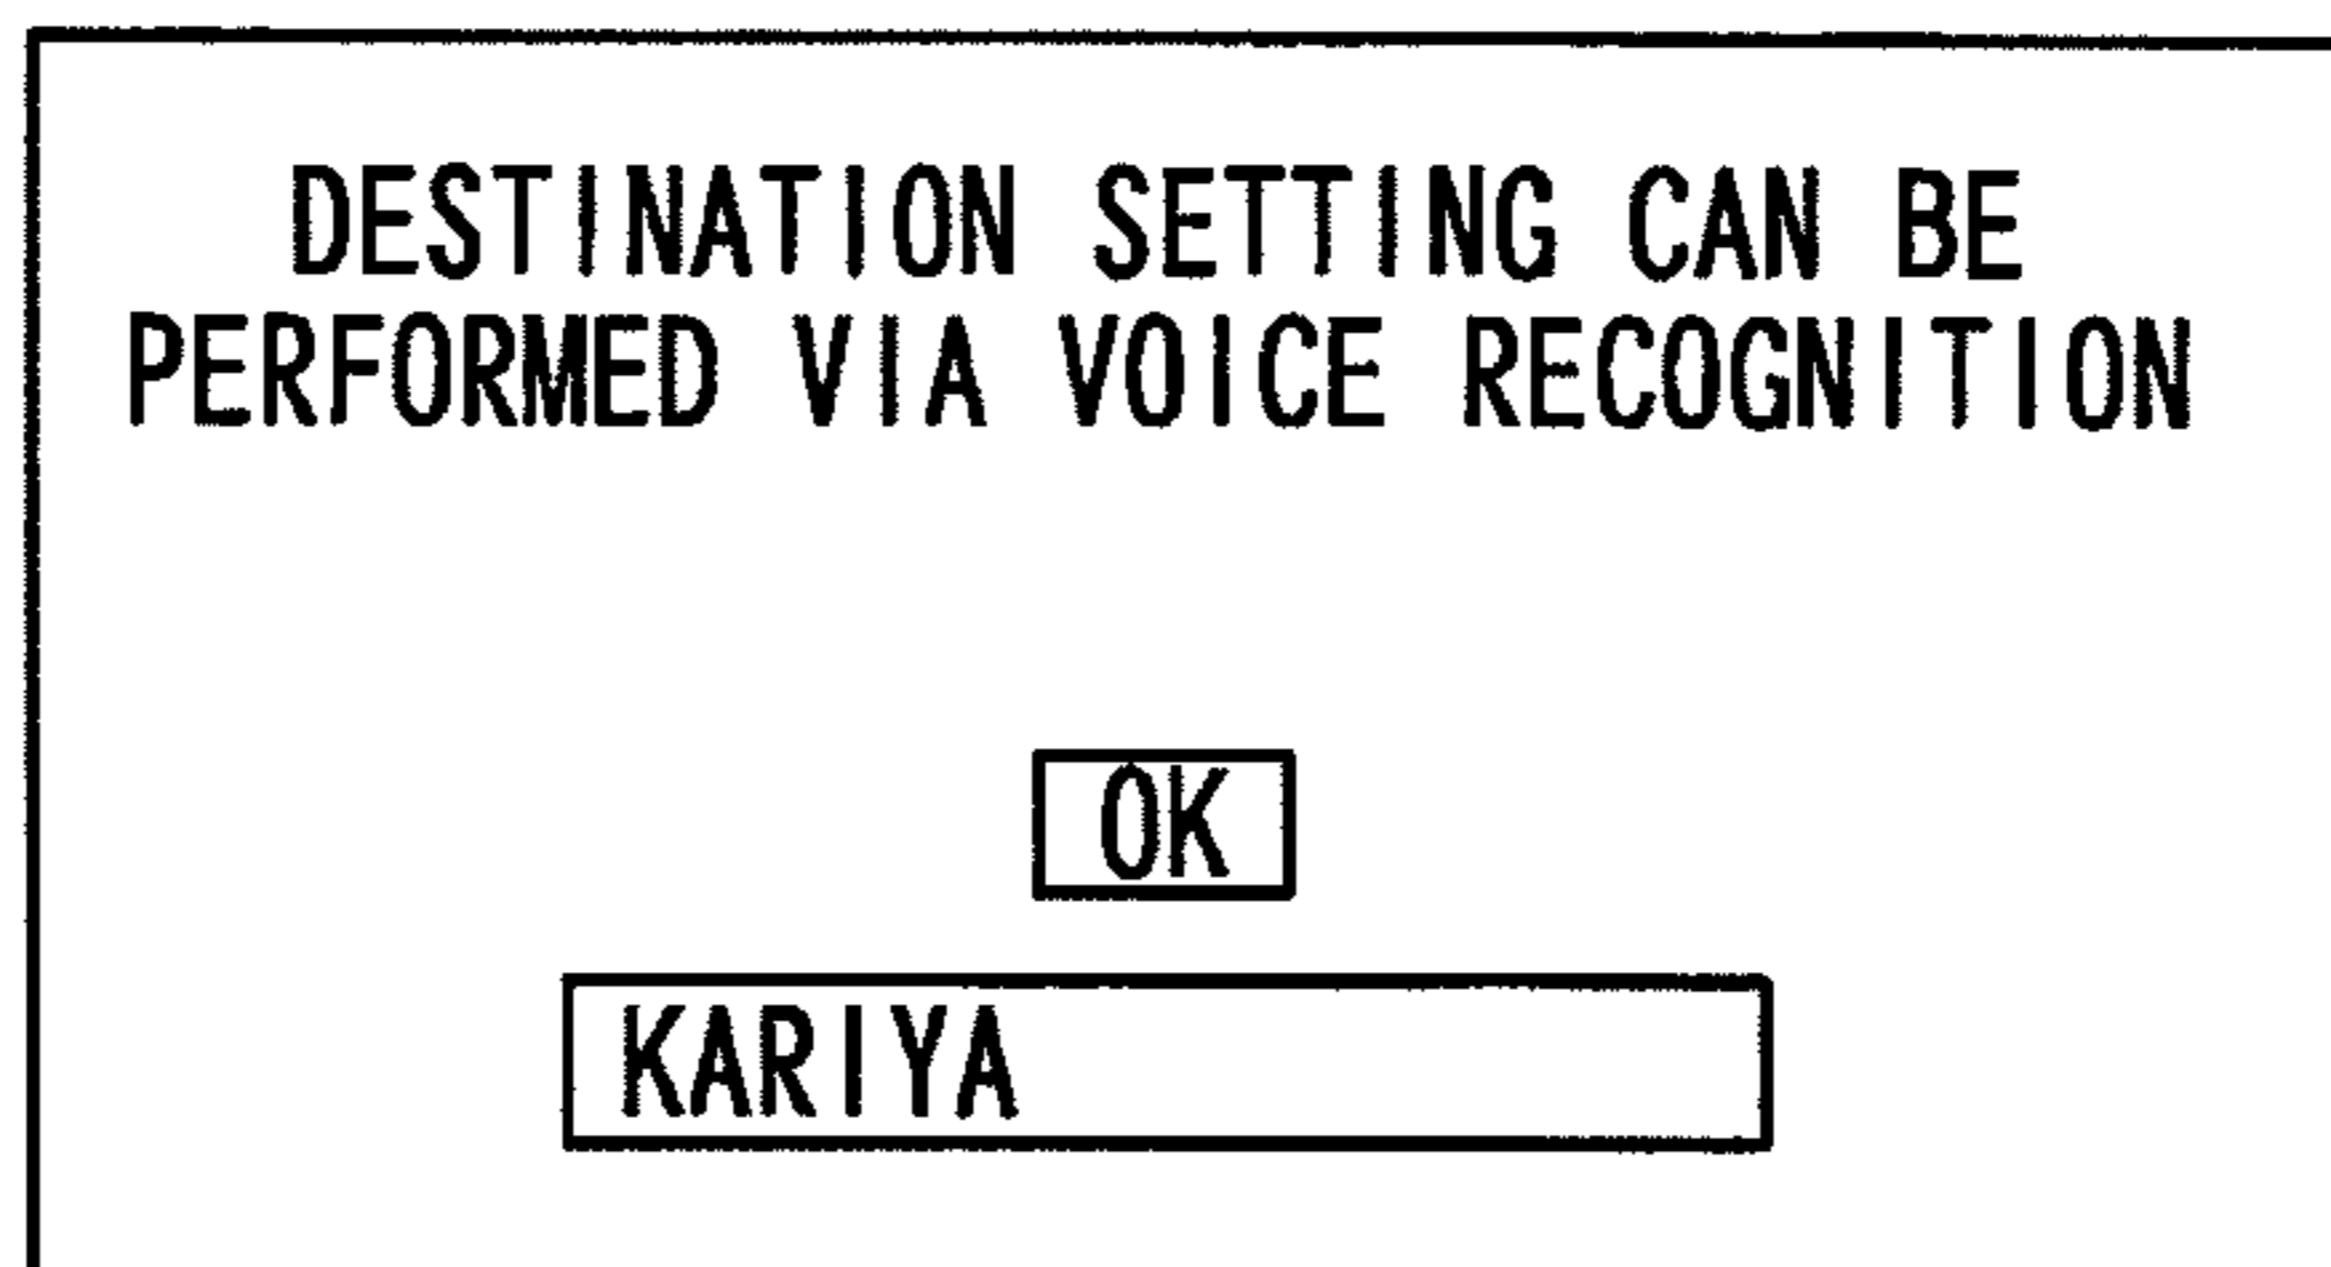 DESTINATION SETTING CAN BE
PERFORMED VIA VOICE RECOGNITION
OK
KARIYA